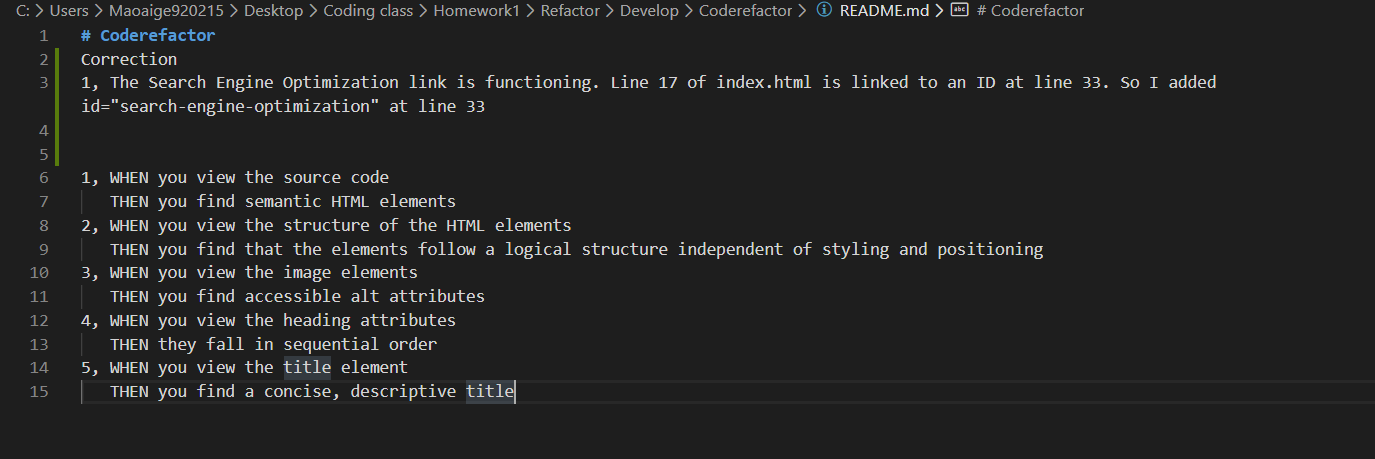 C: > Users > Maoaige920215 > Desktop > Coding class > Homework1 > Refactor > Develop > Coderefactor > README.md > # Coderefactor
1 # Coderefactor
2 Correction
3 1, The Search Engine Optimization link is functioning. Line 17 of index.html is linked to an ID at line 33. So I added
id="search-engine-optimization" at line 33
4
5
6 1, WHEN you view the source code
7 THEN you find semantic HTML elements
8 2, WHEN you view the structure of the HTML elements
9 THEN you find that the elements follow a logical structure independent of styling and positioning
10 3, WHEN you view the image elements
11 THEN you find accessible alt attributes
12 4, WHEN you view the heading attributes
13 THEN they fall in sequential order
14 5, WHEN you view the title element
15 THEN you find a concise, descriptive title